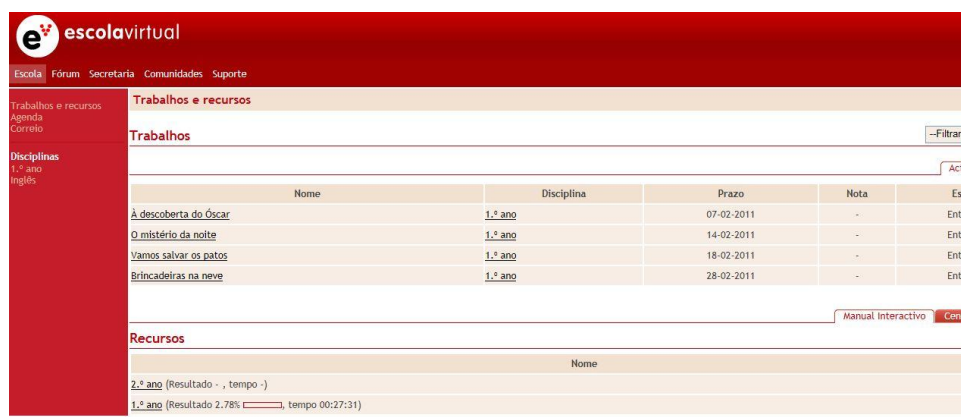 escolavirtual
Escola Fórum Secretaria Comunidades Suporte
Trabalhos e recursos
Agenda
Correio
Disciplinas
1.º ano
Inglês
Trabalhos e recursos
Trabalhos
--Filtrar
Nome Disciplina Prazo Nota
À descoberta do Óscar 1.º ano 07-02-2011 -
O mistério da noite 1.º ano 14-02-2011 -
Vamos salvar os patos 1.º ano 18-02-2011 -
Brincadeiras na neve 1.º ano 28-02-2011 -
Manual Interactivo
Recursos
Nome
2.º ano (Resultado - , tempo -)
1.º ano (Resultado 2.78% , tempo 00:27:31)